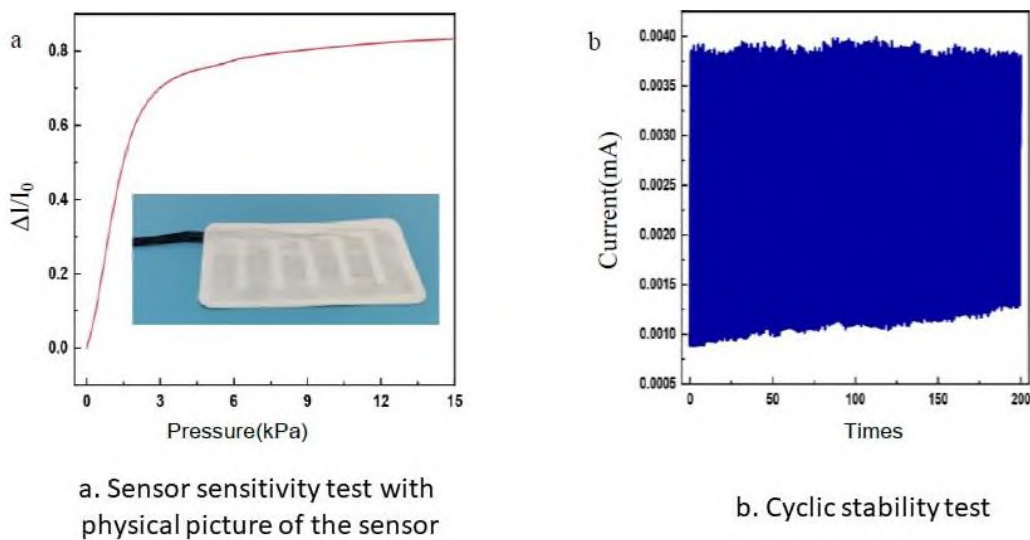 a
0.8
0.6
0.4
0.2
0.0
ΔI/I₀
0 3 6 9 12 15
Pressure(kPa)
a. Sensor sensitivity test with
physical picture of the sensor
b
0.0040
0.0035
0.0030
0.0025
0.0020
0.0015
0.0010
0.0005
Current(mA)
0 50 100 150 200
Times
b. Cyclic stability test